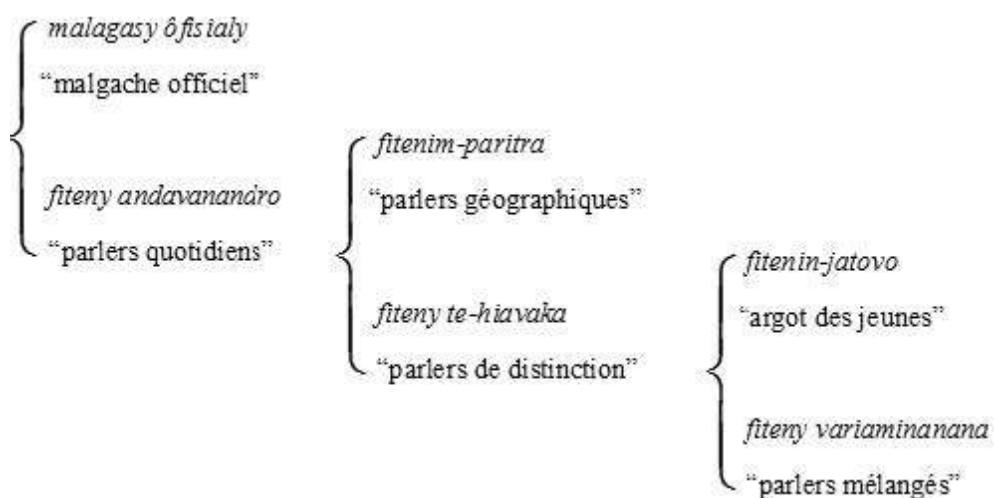 malagasy ôfisialy
“malgache officiel”
fiteny andavanandro
“parlers quotidiens”
fitenim-paritra
“parlers géographiques”
fiteny te-hiavaka
“parlers de distinction”
fitenin-jatovo
“argot des jeunes”
fiteny variaminanana
“parlers mélangés”